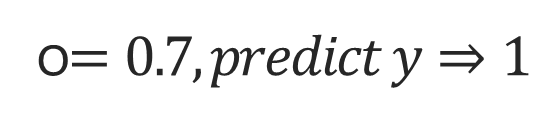 o= 0.7, predict y ⇒ 1